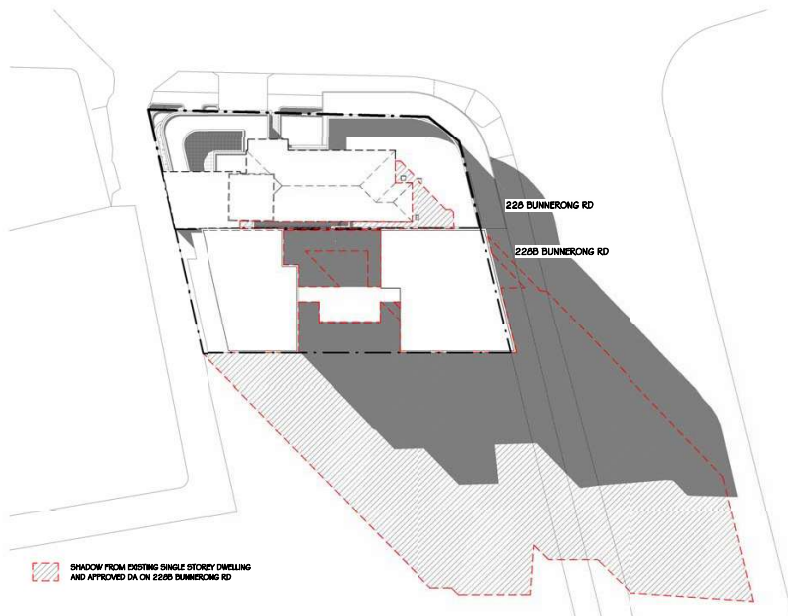 228 BUNNERONG RD
228B BUNNERONG RD
SHADOW FROM EXISTING SINGLE STOREY DWELLING
AND APPROVED DA ON 228B BUNNERONG RD